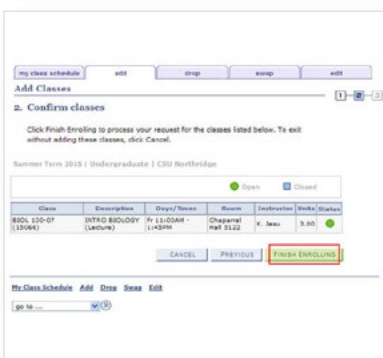 my class schedule add drop swap edit
Add Classes
1 2 3
2. Confirm classes
Click Finish Enrolling to process your request for the classes listed below. To exit
without adding these classes, click Cancel.
Summer Term 2015 | Undergraduate | CSU Northridge
Open Closed
Class Description Days/Times Room Instructor Units Status
BIOL 100-07 INTRO BIOLOGY Fr 11:00AM - Chaparral K. 3.00
(Lecture) 1:45PM Hall 5122
CANCEL PREVIOUS FINISH ENROLLING
My Class Schedule Add Drop Swap Edit
go to ...